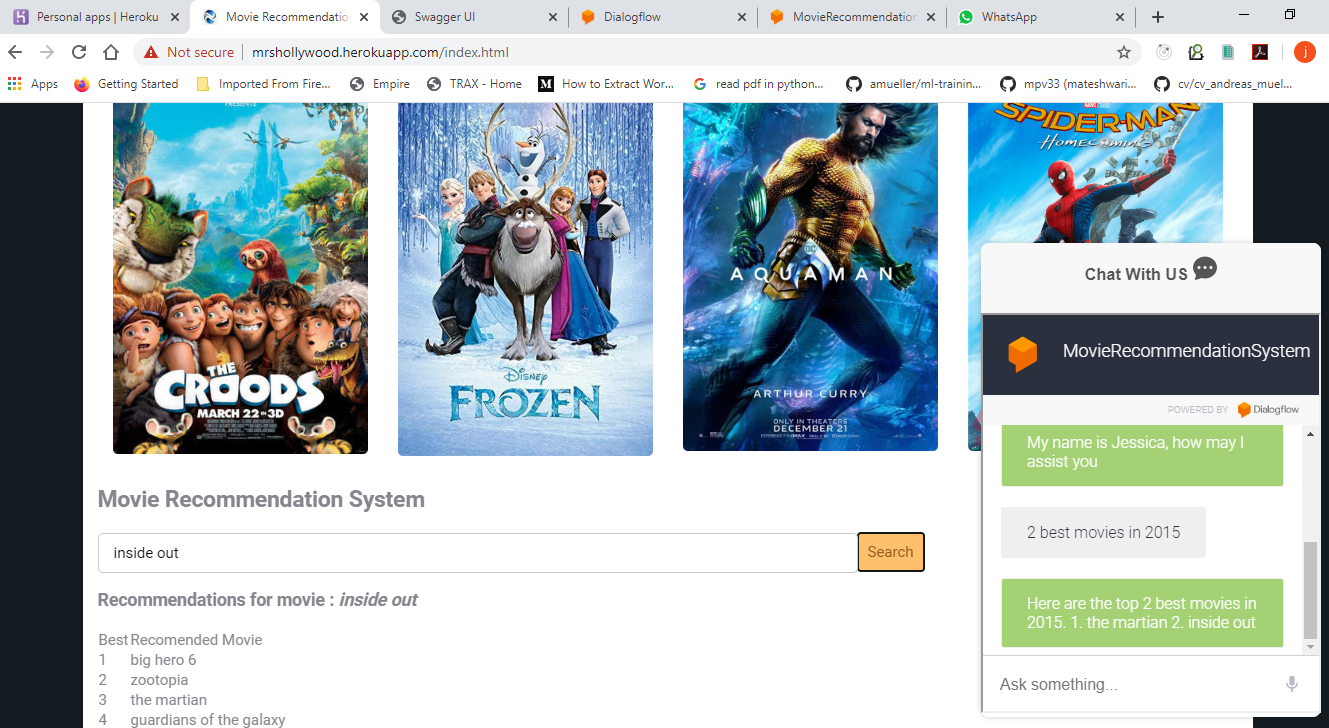 Personal apps | Heroku
Movie Recommendatio
Swagger UI
Dialogflow
MovieRecommendation
WhatsApp
Not secure
mrshollywood.herokuapp.com/index.html
j
Apps
Getting Started
Imported From Fire...
Empire
TRAX - Home
How to Extract Wor...
read pdf in python...
amueller/ml-trainin...
mpv33 (mateshwari...
cv/cv_andreas_muel...
PRESENTS
THE
CROODS
MARCH 22 IN 3D
DISNEY
FROZEN
DC
AQUAMAN
ARTHUR CURRY
ONLY IN THEATERS
DECEMBER 21
SPIDER-MAN
HOMECOMING
Movie Recommendation System
inside out
Search
Recommendations for movie : inside out
Best Recomended Movie
1 big hero 6
2 zootopia
3 the martian
4 guardians of the galaxy
Chat With US
MovieRecommendationSystem
POWERED BY Dialogflow
My name is Jessica, how may I
assist you
2 best movies in 2015
Here are the top 2 best movies in
2015. 1. the martian 2. inside out
Ask something...